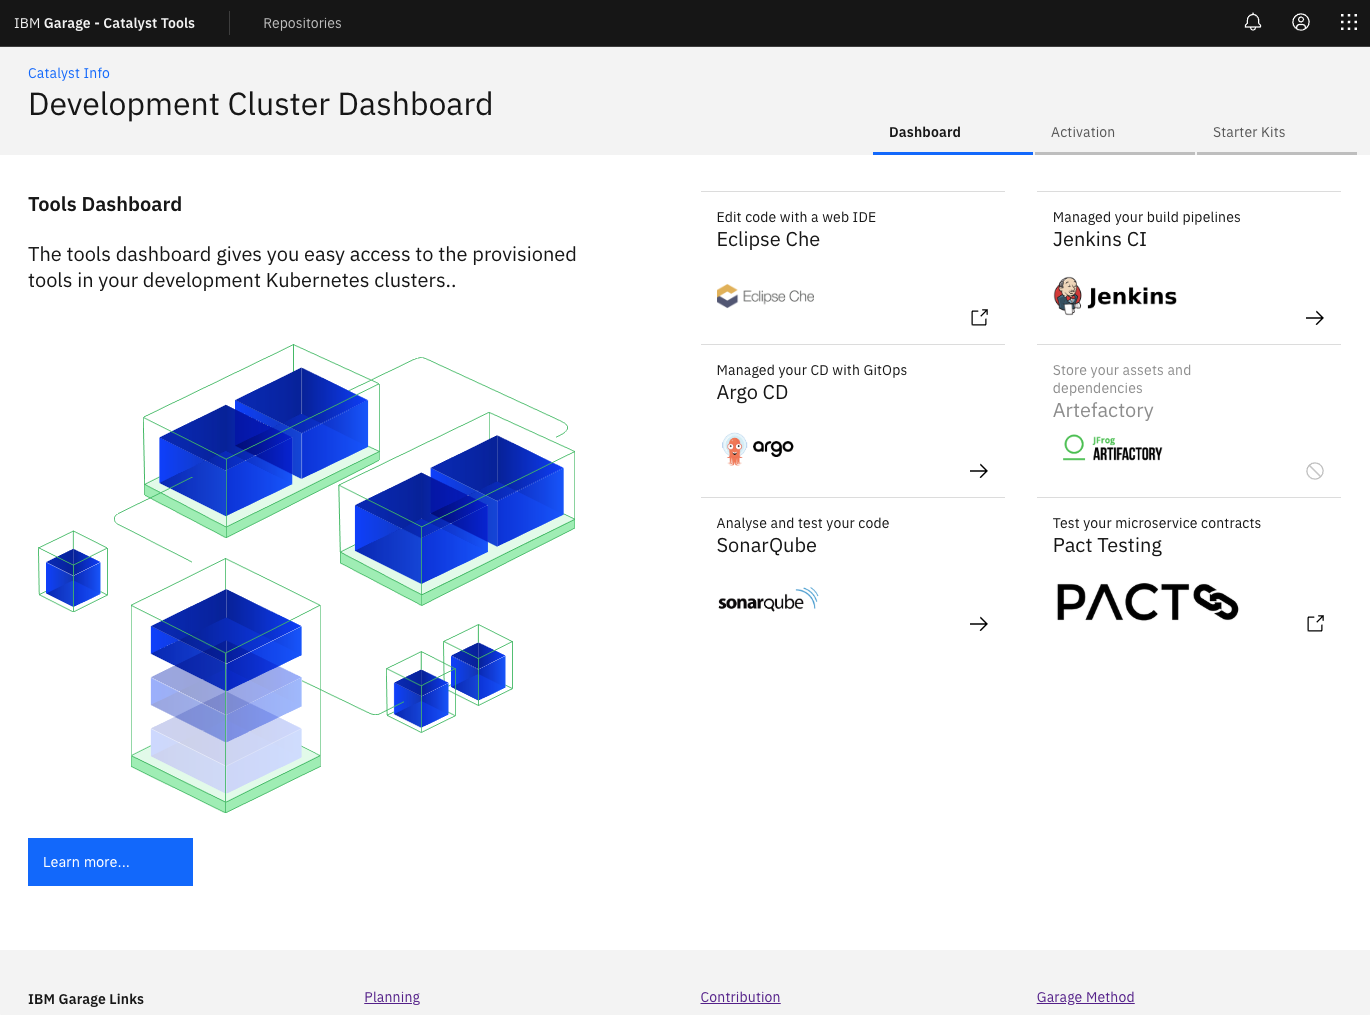 IBM Garage - Catalyst Tools
Repositories
Catalyst Info
Development Cluster Dashboard
Dashboard
Activation
Starter Kits
Tools Dashboard
The tools dashboard gives you easy access to the provisioned
tools in your development Kubernetes clusters..
Learn more...
Edit code with a web IDE
Eclipse Che
Eclipse Che
Managed your build pipelines
Jenkins CI
Jenkins
Managed your CD with GitOps
Argo CD
argo
Store your assets and
dependencies
Artefactory
JFrog
ARTIFACTORY
Analyse and test your code
SonarQube
sonarqube
Test your microservice contracts
Pact Testing
PACT
IBM Garage Links
Planning
Contribution
Garage Method